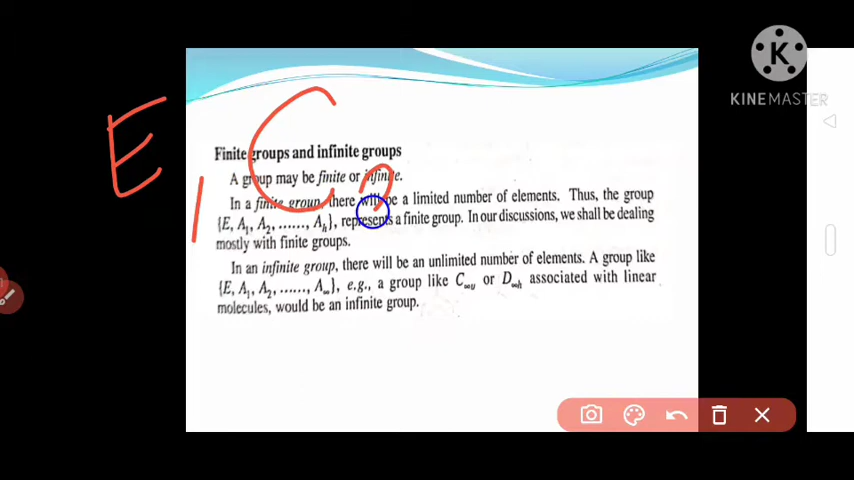 K
KINEMASTER
E, C2
Finite groups and infinite groups
A group may be finite or infinite.
In a finite group, there will be a limited number of elements. Thus, the group
{E, A₁, A₂, ......, Aₕ}, represents a finite group. In our discussions, we shall be dealing
mostly with finite groups.
In an infinite group, there will be an unlimited number of elements. A group like
{E, A₁, A₂, ......, A∞}, e.g., a group like C∞υ or D∞h associated with linear
molecules, would be an infinite group.